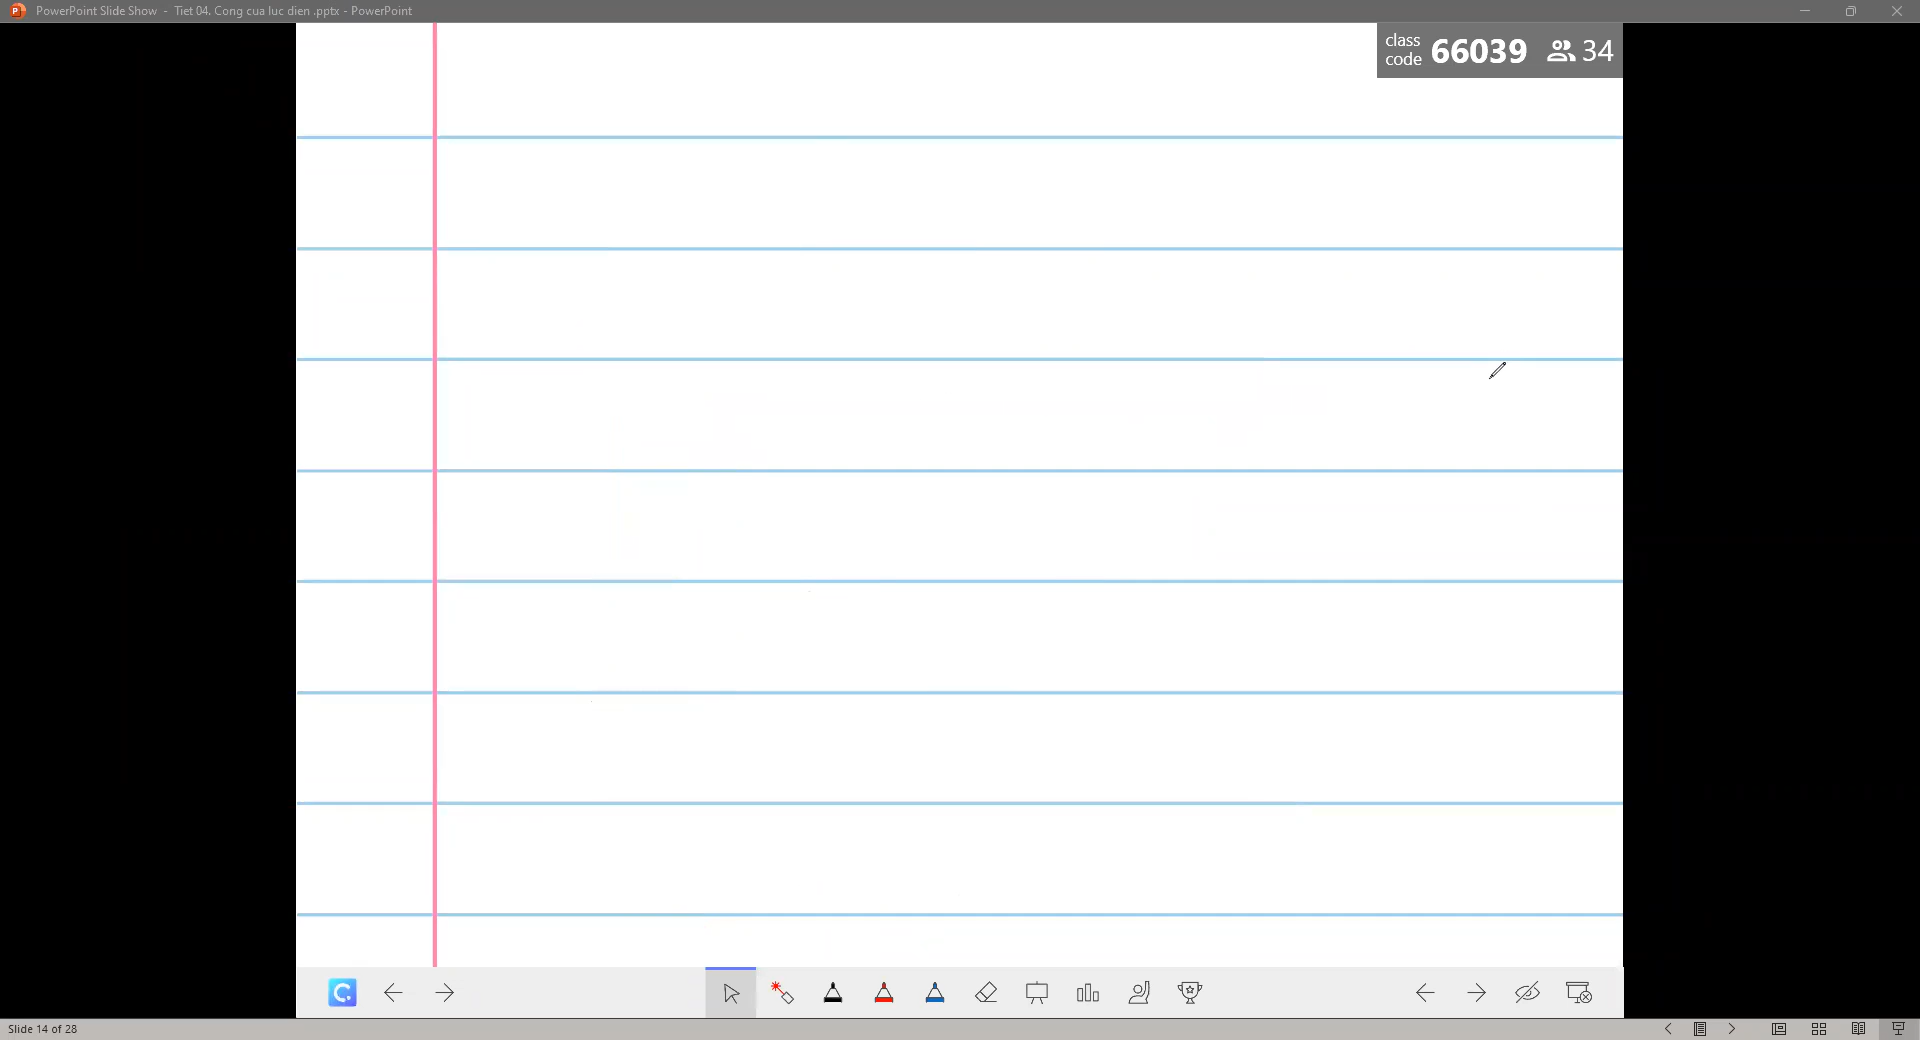 PowerPoint Slide Show - Tiet 04. Cong cua luc dien .pptx - PowerPoint
class code 66039 34
Slide 14 of 28